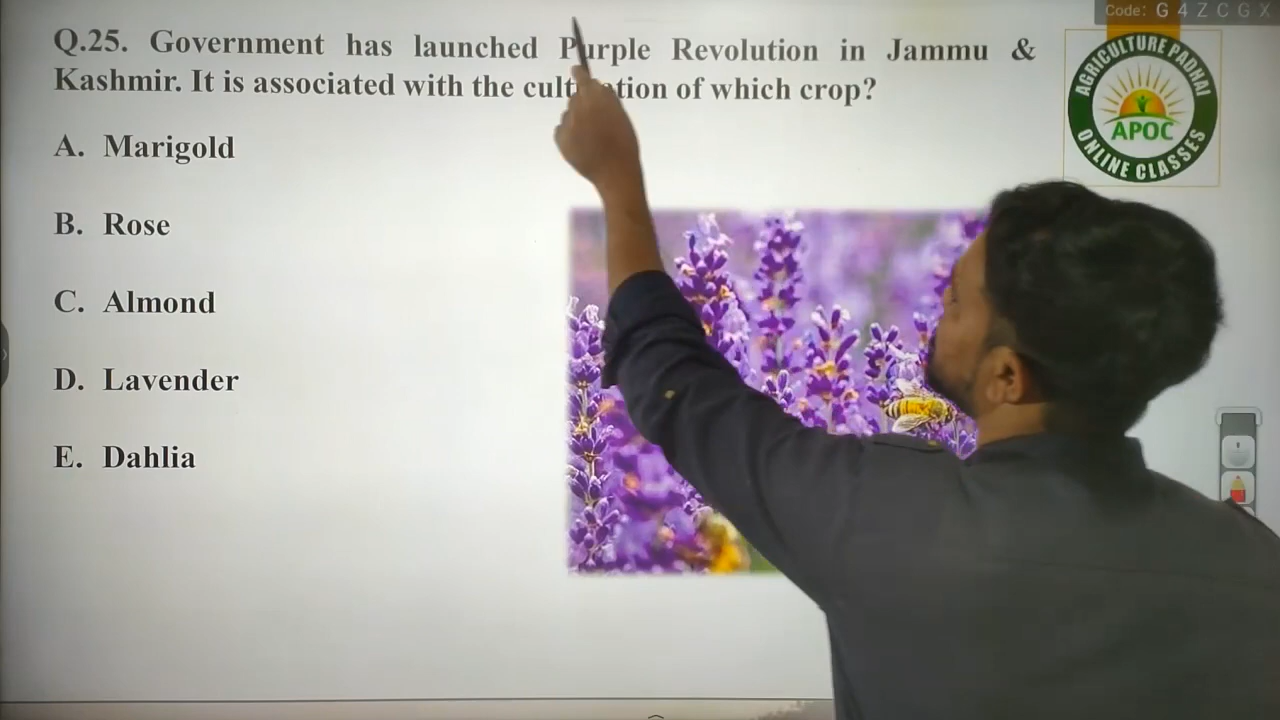 Code: G 4 Z C G X
Q.25. Government has launched Purple Revolution in Jammu &
Kashmir. It is associated with the of which crop?
A. Marigold
B. Rose
C. Almond
D. Lavender
E. Dahlia
AGRICULTURE PADHAI
APOC
ONLINE CLASSES